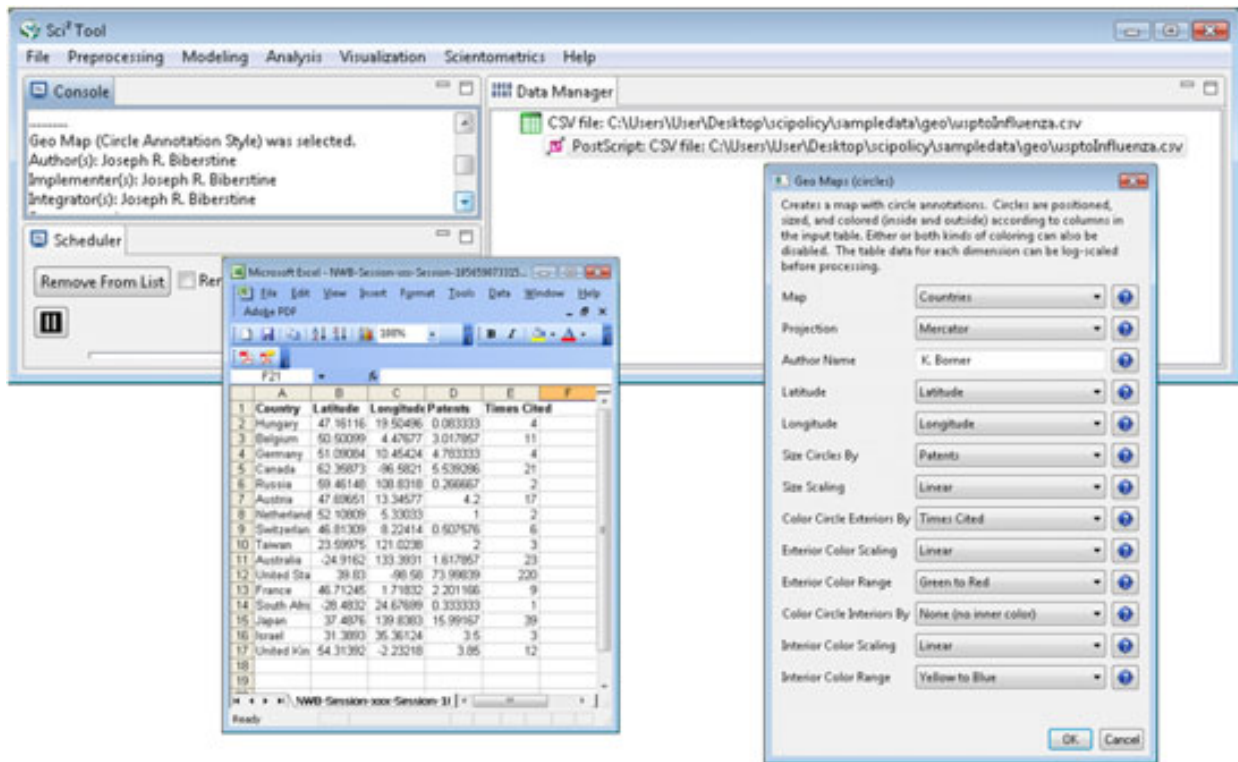 Sci² Tool
File Preprocessing Modeling Analysis Visualization Scientometrics Help
Console
--------
Geo Map (Circle Annotation Style) was selected.
Author(s): Joseph R. Biberstine
Implementer(s): Joseph R. Biberstine
Integrator(s): Joseph R. Biberstine
Scheduler
Remove From List Rer
Data Manager
CSV file: C:\Users\User\Desktop\scipolicy\sampledata\geo\usptoInfluenza.csv
PostScript: CSV file: C:\Users\User\Desktop\scipolicy\sampledata\geo\usptoInfluenza.csv
Microsoft Excel - NWB-Session-xxx-Session-
File Edit View Insert Format Tools Data Window Help
Adobe PDF
100% B I A
F21 fx
A B C D E F
1 Country Latitude Longitude Patents Times Cited
2 Hungary 47.16116 19.50496 0.083333 4
3 Belgium 50.50099 4.47677 3.017857 11
4 Germany 51.09084 10.45424 4.783333 4
5 Canada 62.35873 -96.5821 5.539286 21
6 Russia 59.46148 108.8318 0.266667 2
7 Austria 47.69651 13.34577 4.2 17
8 Netherland 52.10809 5.33033 1 2
9 Switzerlan 46.81309 8.22414 0.507576 6
10 Taiwan 23.59975 121.0238 2 3
11 Australia -24.9162 133.3931 1.617857 23
12 United Sta 39.83 -98.58 73.99839 220
13 France 46.71245 1.71832 2.201166 9
14 South Afri -28.4832 24.67699 0.333333 1
15 Japan 37.4876 139.8383 15.99167 39
16 Israel 31.3893 35.36124 3.5 3
17 United Kin 54.31392 -2.23218 3.85 12
18
19
NWB-Session-xxx-Session-1
Ready
Geo Maps (circles)
Creates a map with circle annotations. Circles are positioned,
sized, and colored (inside and outside) according to columns in
the input table. Either or both kinds of coloring can also be
disabled. The table data for each dimension can be log-scaled
before processing.
Map Countries
Projection Mercator
Author Name K. Borner
Latitude Latitude
Longitude Longitude
Size Circles By Patents
Size Scaling Linear
Color Circle Exteriors By Times Cited
Exterior Color Scaling Linear
Exterior Color Range Green to Red
Color Circle Interiors By None (no inner color)
Interior Color Scaling Linear
Interior Color Range Yellow to Blue
OK Cancel